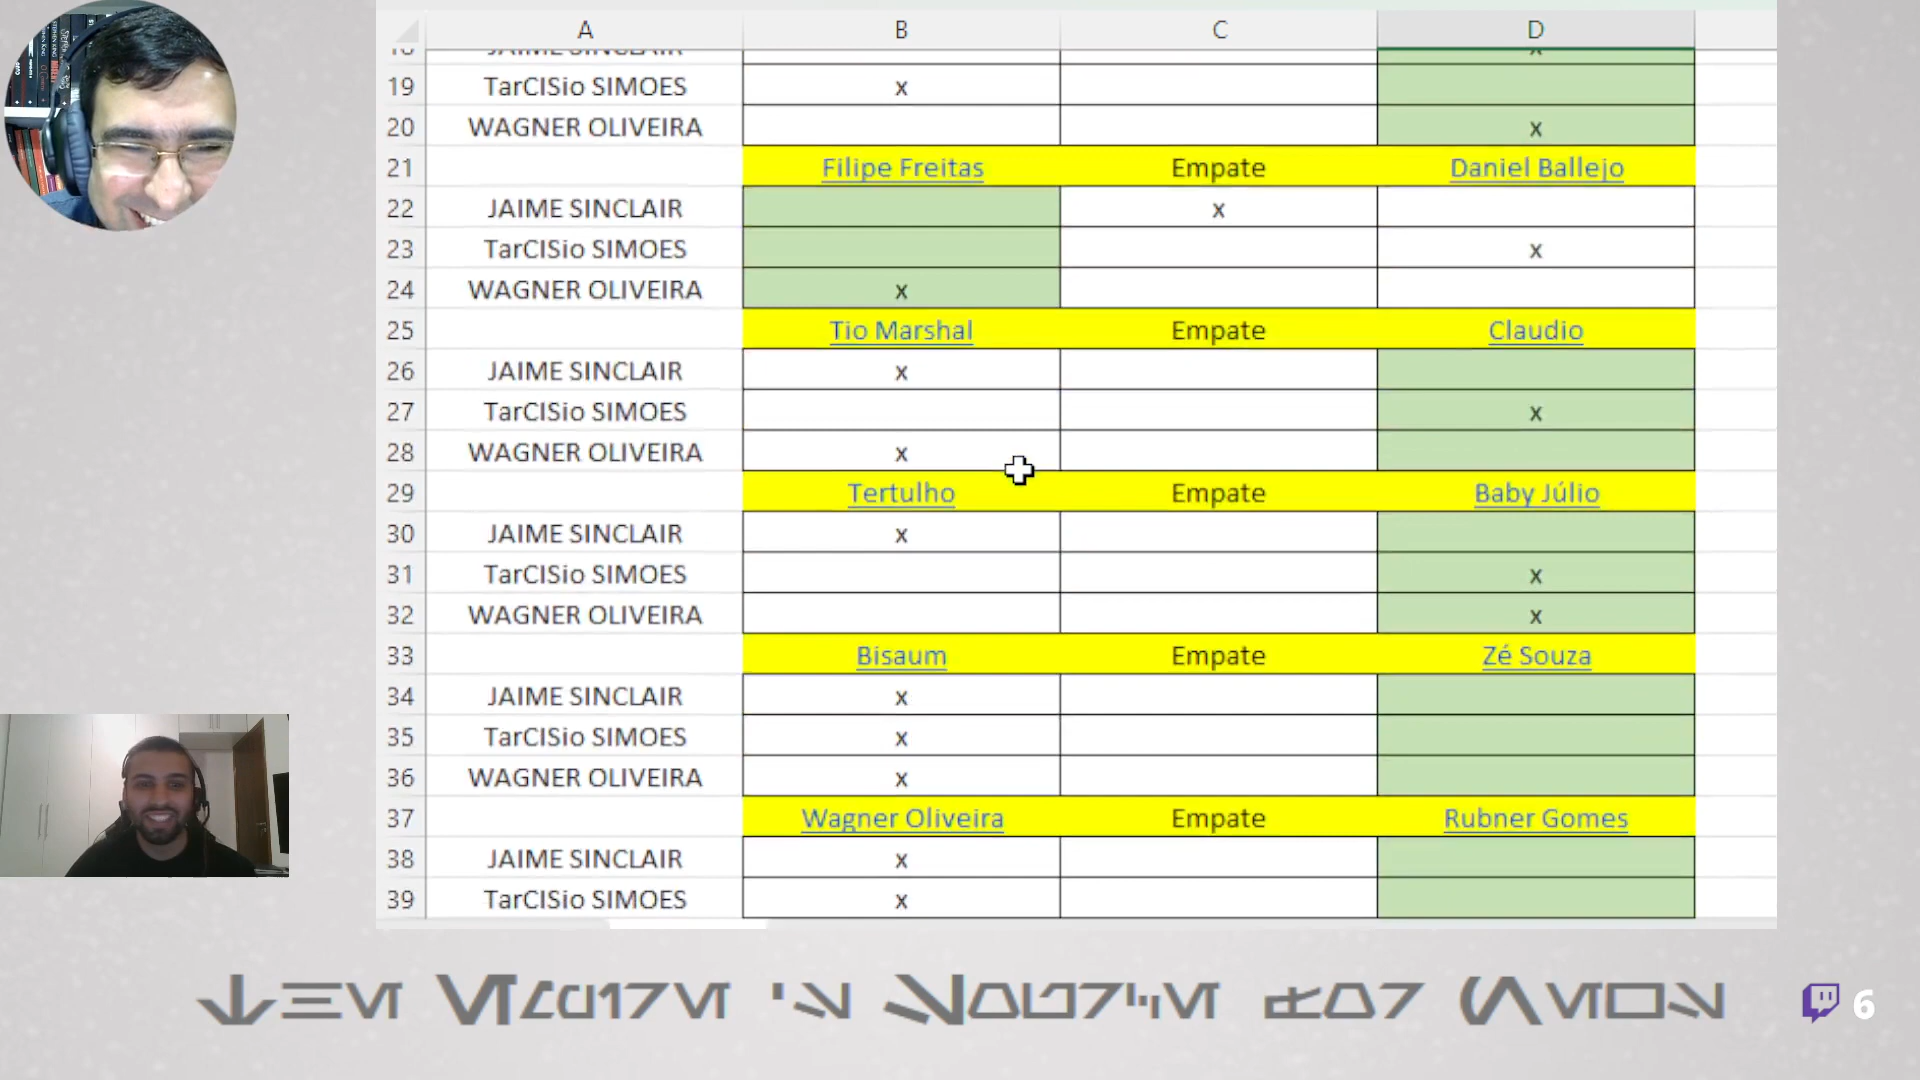 A B C D
18 JAIME SINCLAIR x
19 TarCISio SIMOES x
20 WAGNER OLIVEIRA x
21 Filipe Freitas Empate Daniel Ballejo
22 JAIME SINCLAIR x
23 TarCISio SIMOES x
24 WAGNER OLIVEIRA x
25 Tio Marshal Empate Claudio
26 JAIME SINCLAIR x
27 TarCISio SIMOES x
28 WAGNER OLIVEIRA x
29 Tertulho Empate Baby Júlio
30 JAIME SINCLAIR x
31 TarCISio SIMOES x
32 WAGNER OLIVEIRA x
33 Bisaum Empate Zé Souza
34 JAIME SINCLAIR x
35 TarCISio SIMOES x
36 WAGNER OLIVEIRA x
37 Wagner Oliveira Empate Rubner Gomes
38 JAIME SINCLAIR x
39 TarCISio SIMOES x
6